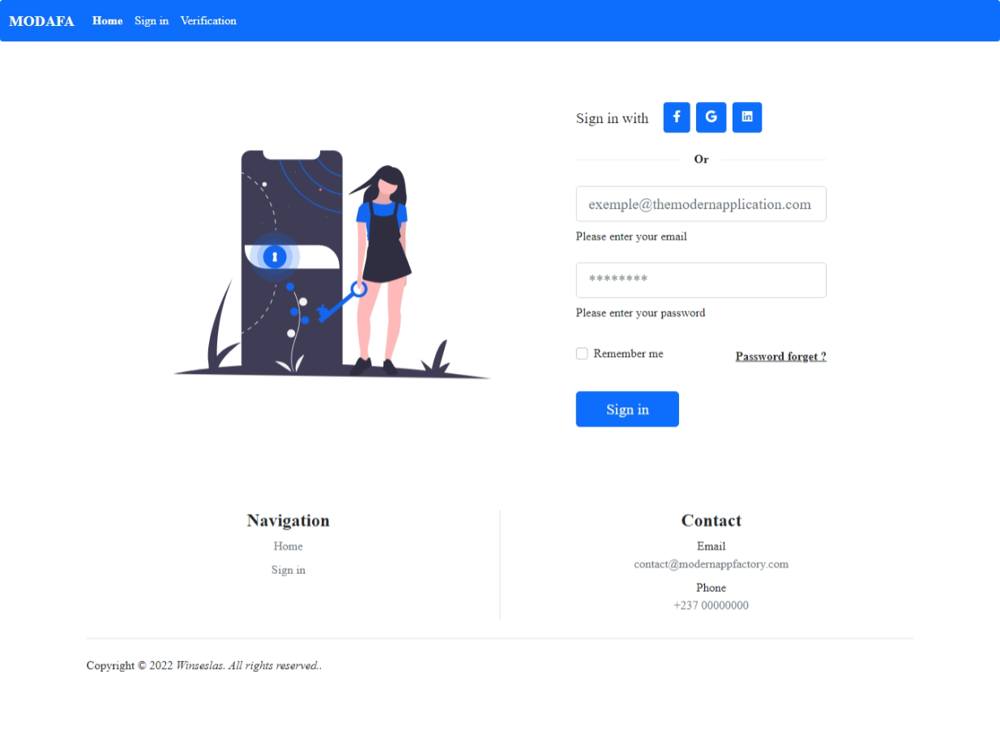 MODAFA Home Sign in Verification
Sign in with
Or
exemple@themodernapplication.com
Please enter your email
********
Please enter your password
Remember me Password forget ?
Sign in
Navigation
Home
Sign in
Contact
Email
contact@modernappfactory.com
Phone
+237 00000000
Copyright © 2022 Winseslas. All rights reserved..